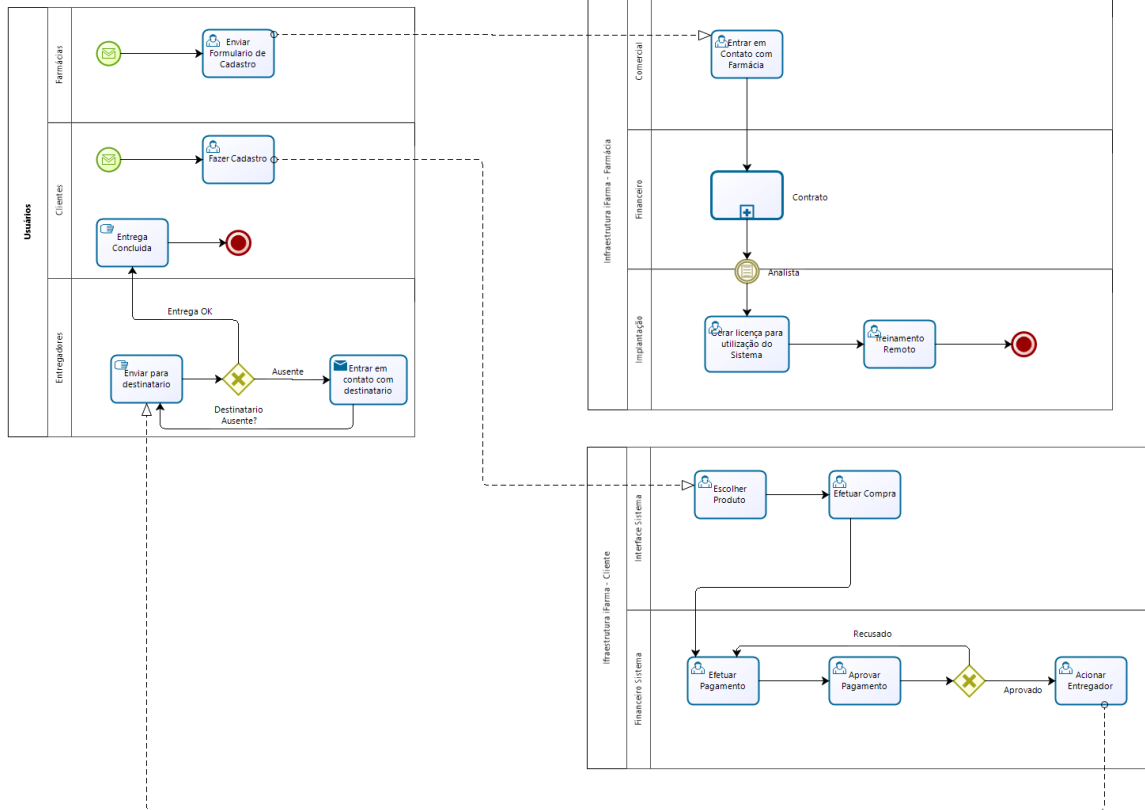 Usuários
Farmácias
Enviar
Formulario de
Cadastro
Clientes
Fazer Cadastro
Entrega
Concluida
Entregadores
Entrega OK
Enviar para
destinatario
Destinatario
Ausente?
Ausente
Entrar em
contato com
destinatario
Infraestrutura iFarma - Farmácia
Comercial
Entrar em
Contato com
Farmácia
Financeiro
Contrato
Analista
Implantação
Gerar licença para
utilização do
Sistema
Treinamento
Remoto
Ifraestrutura iFarma - Cliente
Interface Sistema
Escolher
Produto
Efetuar Compra
Financeiro Sistema
Recusado
Efetuar
Pagamento
Aprovar
Pagamento
Aprovado
Acionar
Entregador